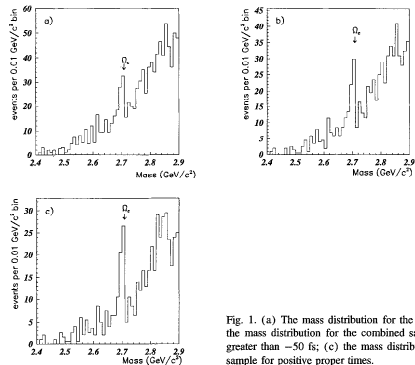 a)
Ωc
events per 0.01 GeV/c² bin
60
50
40
30
20
10
0
2.4 2.5 2.6 2.7 2.8 2.9
Mass (GeV/c²)
b)
Ωc
events per 0.01 GeV/c² bin
45
40
35
30
25
20
15
10
5
0
2.4 2.5 2.6 2.7 2.8 2.9
Mass (GeV/c²)
c)
Ωc
events per 0.01 GeV/c² bin
30
25
20
15
10
5
0
2.4 2.5 2.6 2.7 2.8 2.9
Mass (GeV/c²)
Fig. 1. (a) The mass distribution for the
the mass distribution for the combined
greater than −50 fs; (c) the mass
sample for positive proper times.